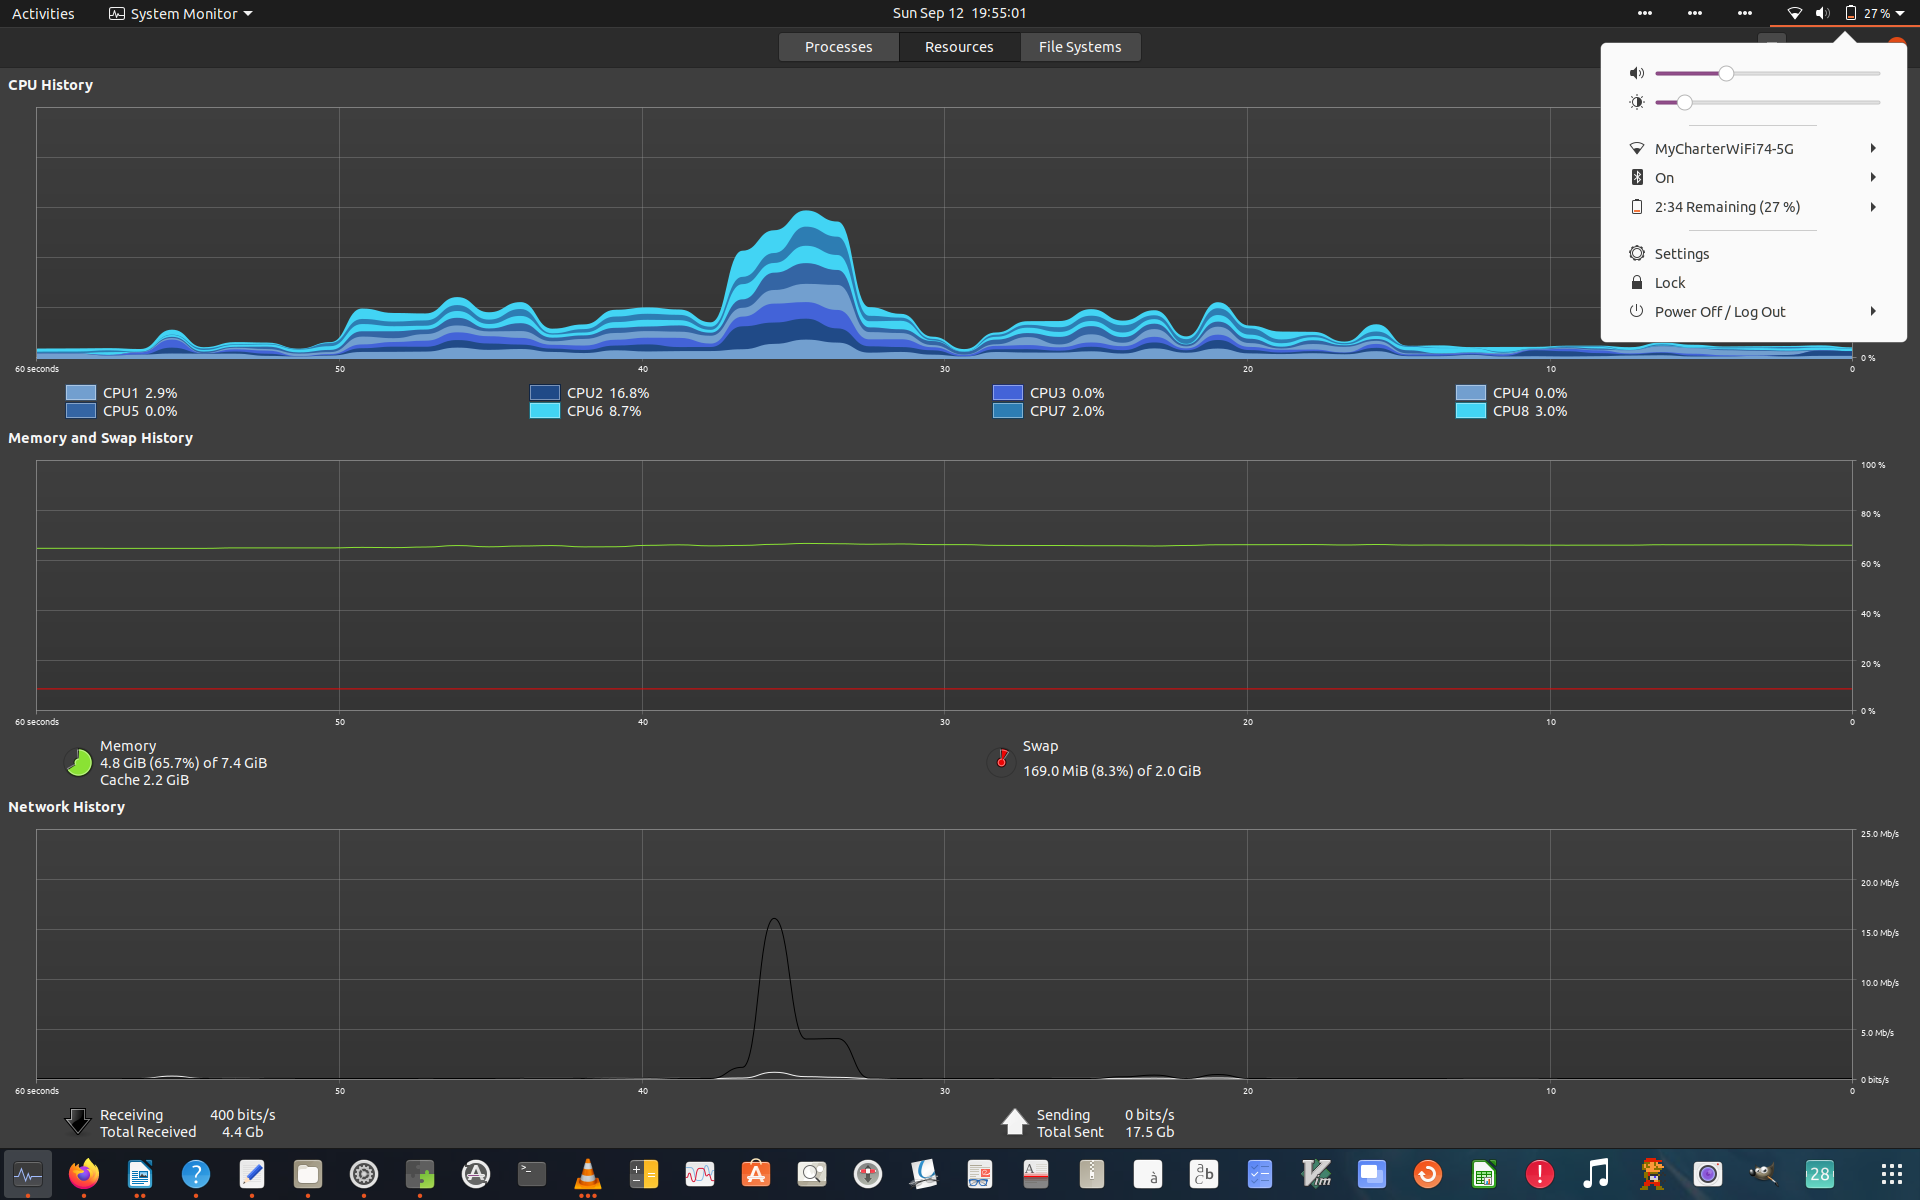 Activities System Monitor Sun Sep 12 19:55:01 27 %
Processes Resources File Systems
CPU History
MyCharterWiFi74-5G
On
2:34 Remaining (27 %)
Settings
Lock
Power Off / Log Out
0 %
60 seconds 50 40 30 20 10 0
CPU1 2.9% CPU2 16.8% CPU3 0.0% CPU4 0.0%
CPU5 0.0% CPU6 8.7% CPU7 2.0% CPU8 3.0%
Memory and Swap History
100 %
80 %
60 %
40 %
20 %
0 %
60 seconds 50 40 30 20 10 0
Memory
4.8 GiB (65.7%) of 7.4 GiB
Cache 2.2 GiB
Swap
169.0 MiB (8.3%) of 2.0 GiB
Network History
25.0 Mb/s
20.0 Mb/s
15.0 Mb/s
10.0 Mb/s
5.0 Mb/s
0 bits/s
60 seconds 50 40 30 20 10 0
Receiving 400 bits/s
Total Received 4.4 Gb
Sending 0 bits/s
Total Sent 17.5 Gb
28